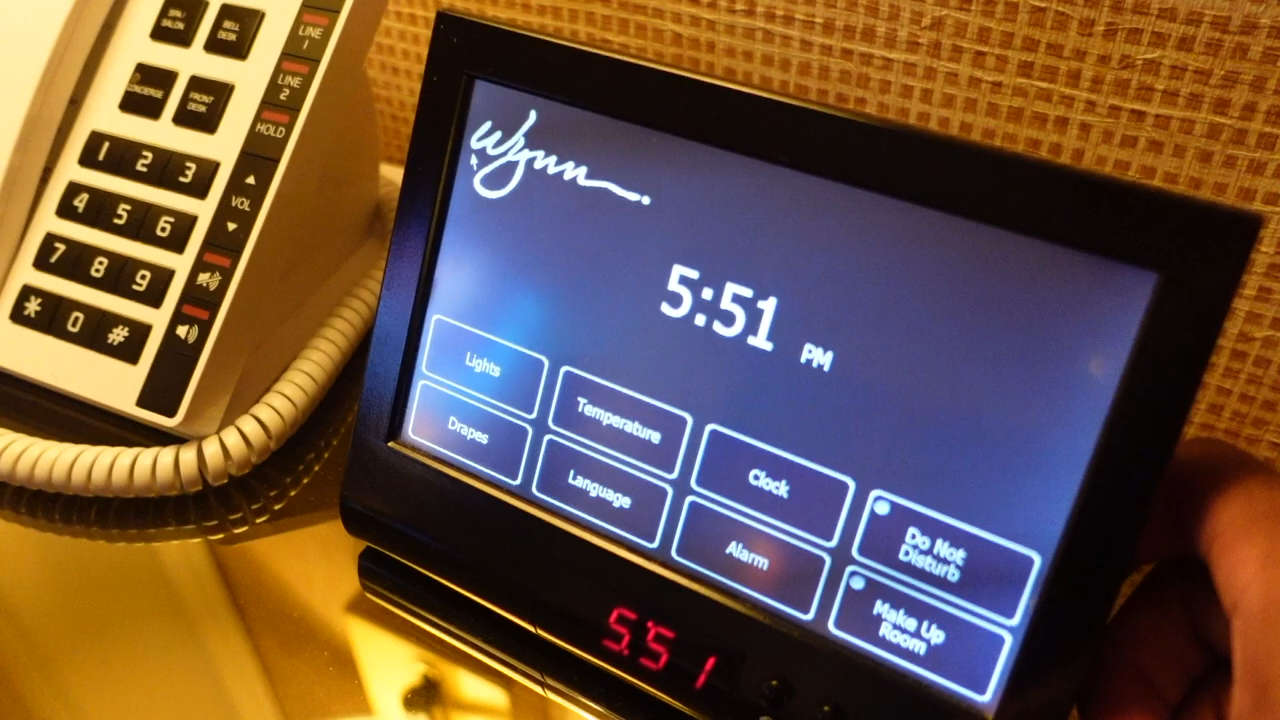 SPA/
SALON
BELL
DESK
CONCIERGE
FRONT
DESK
1 2 3
4 5 6
7 8 9
* 0 #
LINE
1
LINE
2
HOLD
VOL
Wynn.
5:51 PM
Lights
Temperature
Clock
Do Not
Disturb
Drapes
Language
Alarm
Make Up
Room
5:51